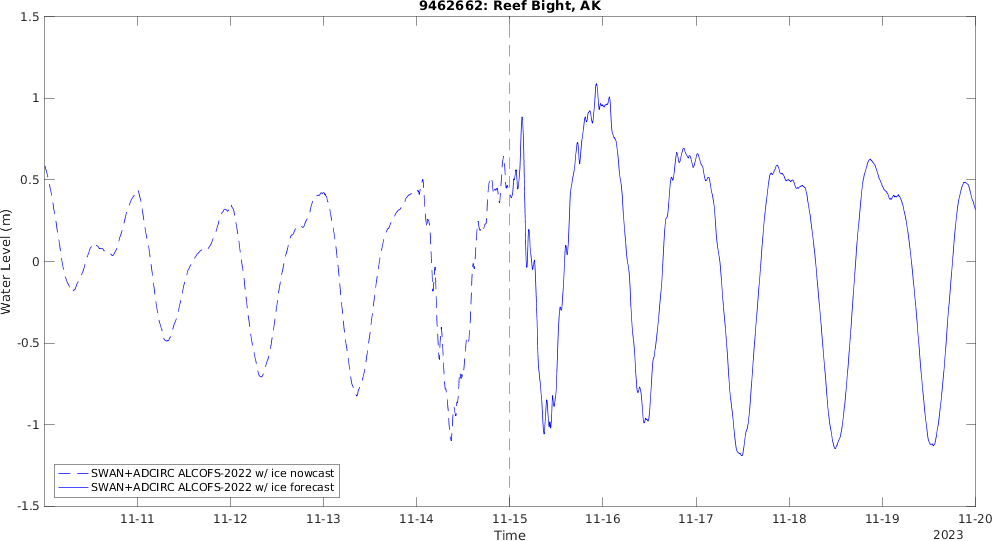 9462662: Reef Bight, AK
1.5
1
0.5
0
-0.5
-1
-1.5
Water Level (m)
SWAN+ADCIRC ALCOFS-2022 w/ ice nowcast
SWAN+ADCIRC ALCOFS-2022 w/ ice forecast
11-11 11-12 11-13 11-14 11-15 11-16 11-17 11-18 11-19 11-20
Time
2023